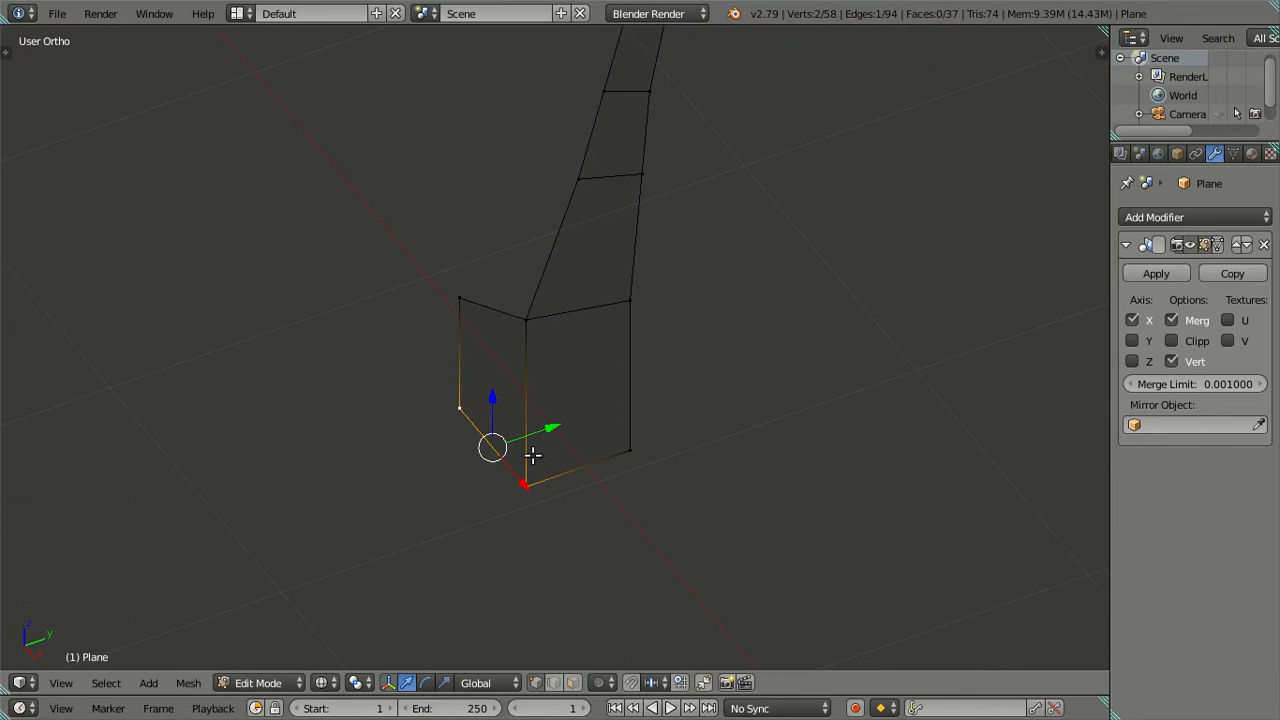 File Render Window Help Default Scene Blender Render v2.79 | Verts:2/58 | Edges:1/94 | Faces:0/37 | Tris:74 | Mem:9.39M (14.43M) | Plane
User Ortho
View Search All Sc
Scene
RenderL
World
Camera
Plane
Add Modifier
Apply Copy
Axis: Options: Textures:
X Merg U
Y Clipp V
Z Vert
Merge Limit: 0.001000
Mirror Object:
z
y
x
(1) Plane
View Select Add Mesh Edit Mode Global
View Marker Frame Playback Start: 1 End: 250 1 No Sync